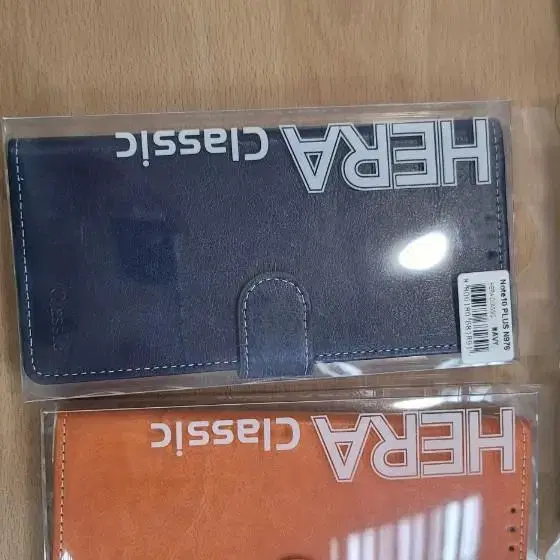 HERA Classic
Note10 PLUS N976
NAVY
HERA Classic